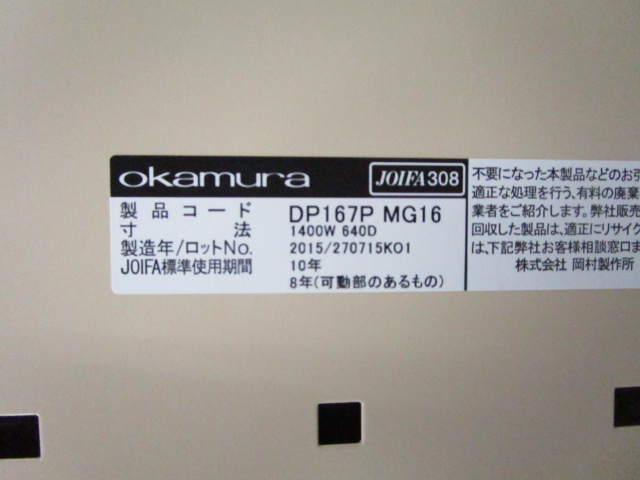 okamura
JOIFA308
製品コード DP167P MG16
寸法 1400W 640D
製造年/ロットNo. 2015/270715KO1
JOIFA標準使用期間 10年
8年(可動部のあるもの)
不要になった本製品などのお引
適正な処理を行う、有料の廃棄
業者をご紹介します。弊社販売
回収した製品は、適正にリサイク
は、下記弊社お客様相談窓口ま
株式会社 岡村製作所